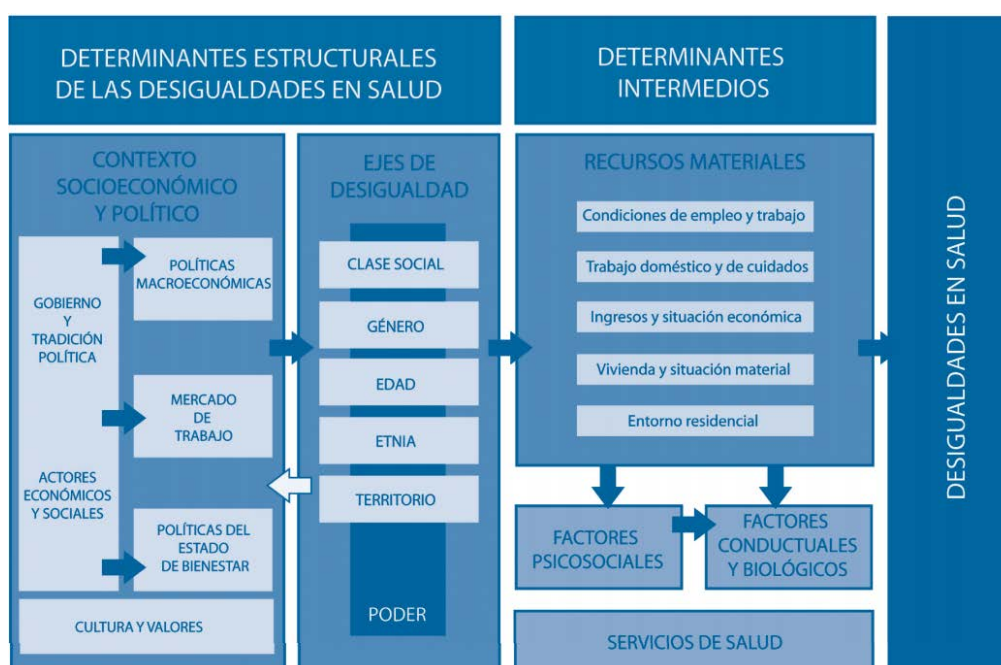 DETERMINANTES ESTRUCTURALES
DE LAS DESIGUALDADES EN SALUD
CONTEXTO
SOCIOECONÓMICO
Y POLÍTICO
GOBIERNO
Y
TRADICIÓN
POLÍTICA
ACTORES
ECONÓMICOS
Y SOCIALES
POLÍTICAS
MACROECONÓMICAS
MERCADO
DE
TRABAJO
POLÍTICAS DEL
ESTADO
DE BIENESTAR
CULTURA Y VALORES
EJES DE
DESIGUALDAD
CLASE SOCIAL
GÉNERO
EDAD
ETNIA
TERRITORIO
PODER
DETERMINANTES
INTERMEDIOS
RECURSOS MATERIALES
Condiciones de empleo y trabajo
Trabajo doméstico y de cuidados
Ingresos y situación económica
Vivienda y situación material
Entorno residencial
FACTORES
PSICOSOCIALES
FACTORES
CONDUCTUALES
Y BIOLÓGICOS
SERVICIOS DE SALUD
DESIGUALDADES EN SALUD